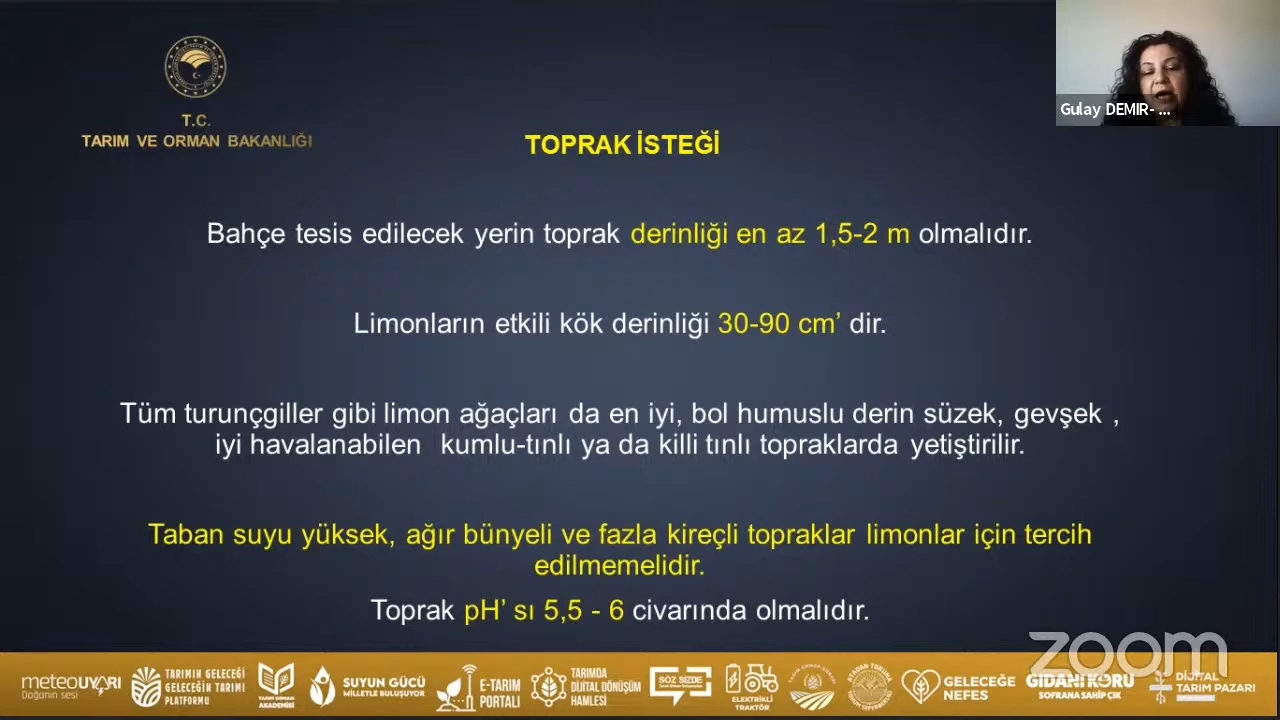 T.C.
TARIM VE ORMAN BAKANLIĞI
Gulay DEMIR- ...
TOPRAK İSTEĞİ
Bahçe tesis edilecek yerin toprak derinliği en az 1,5-2 m olmalıdır.
Limonların etkili kök derinliği 30-90 cm’ dir.
Tüm turunçgiller gibi limon ağaçları da en iyi, bol humuslu derin süzek, gevşek ,
iyi havalanabilen kumlu-tınlı ya da killi tınlı topraklarda yetiştirilir.
Taban suyu yüksek, ağır bünyeli ve fazla kireçli topraklar limonlar için tercih
edilmemelidir.
Toprak pH’ sı 5,5 - 6 civarında olmalıdır.
zoom
meteoUYARI
Doğanın sesi
TARIMIN GELECEĞİ
GELECEĞİN TARIMI
PLATFORMU
TARIM ORMAN
AKADEMİSİ
SUYUN GÜCÜ
MİLLETLE BULUŞUYOR
E-TARIM
PORTALI
TARIMDA
DİJİTAL DÖNÜŞÜM
HAMLESİ
SÖZ SİZDE
ELEKTRİKLİ
TRAKTÖR
GELECEĞE
NEFES
GIDANI KORU
SOFRANA SAHİP ÇIK
DİJİTAL
TARIM PAZARI